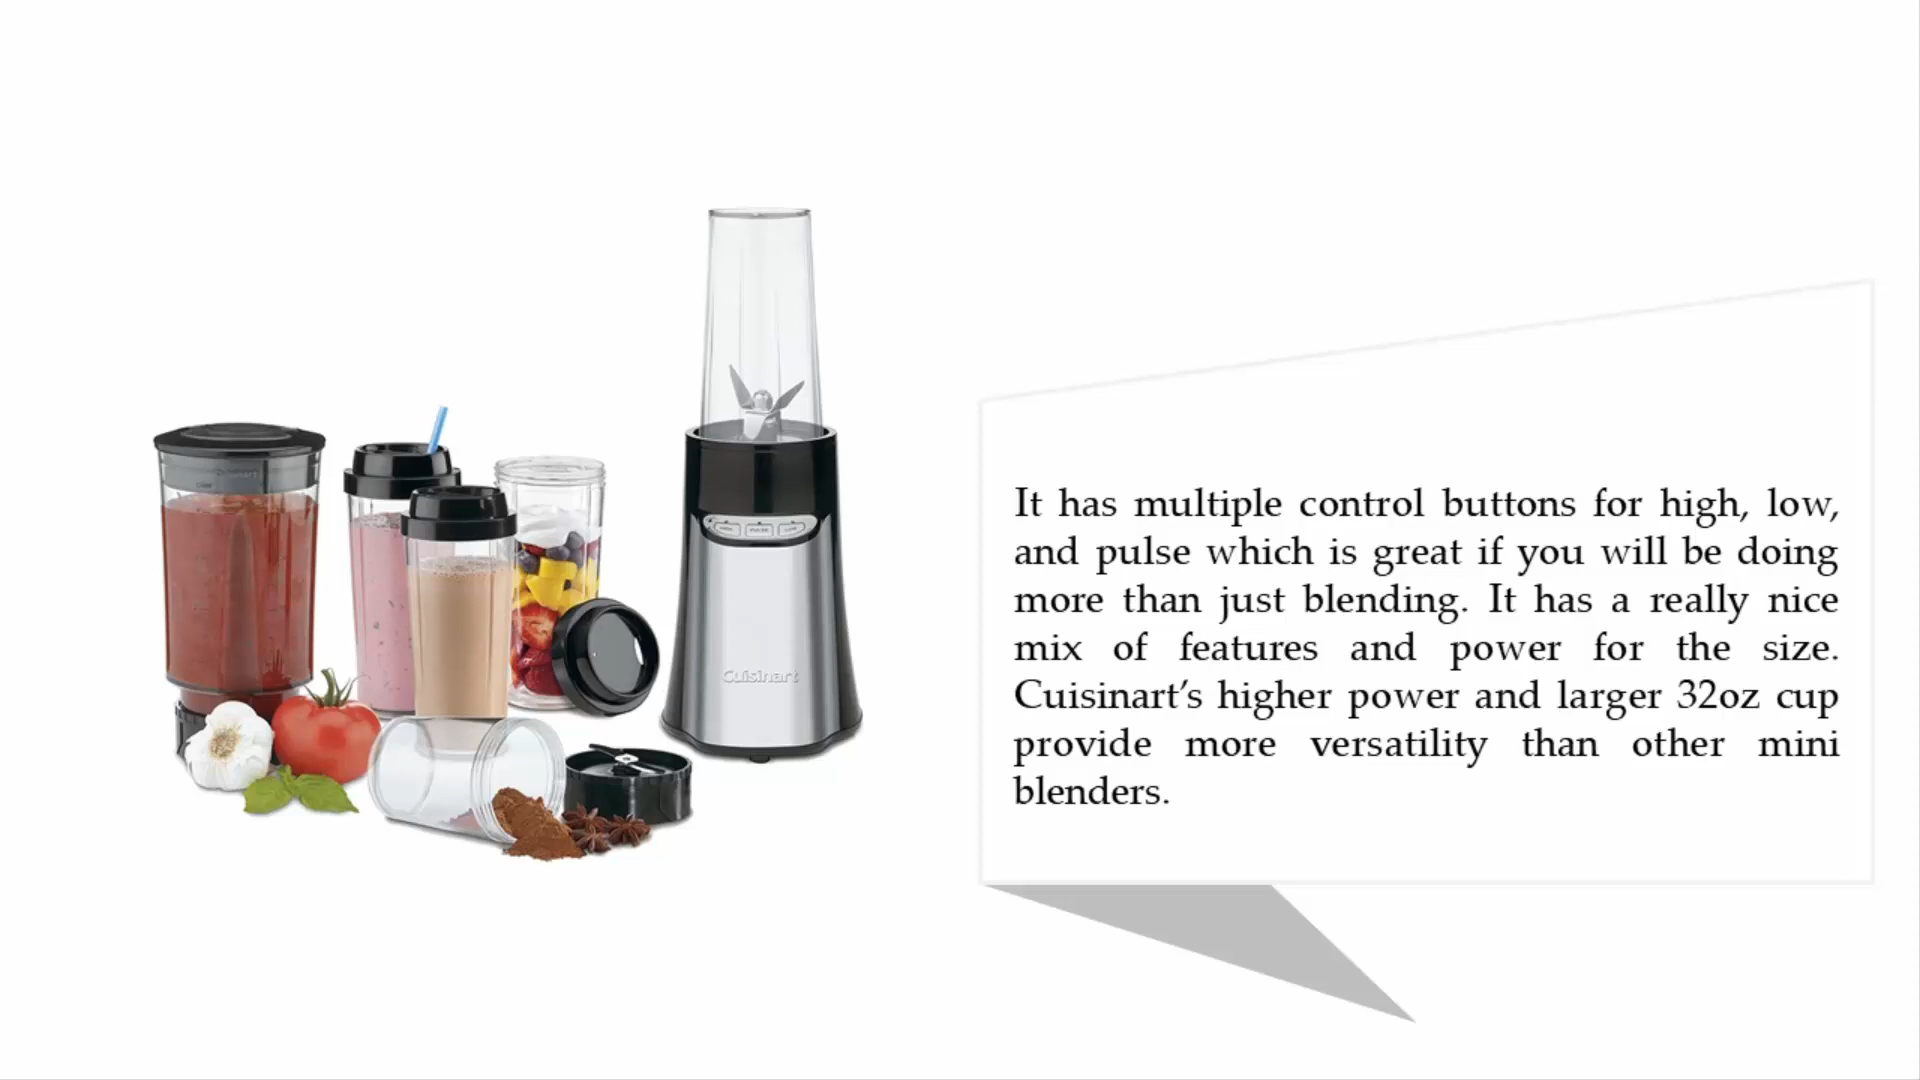 It has multiple control buttons for high, low,
and pulse which is great if you will be doing
more than just blending. It has a really nice
mix of features and power for the size.
Cuisinart’s higher power and larger 32oz cup
provide more versatility than other mini
blenders.
Cuisinart